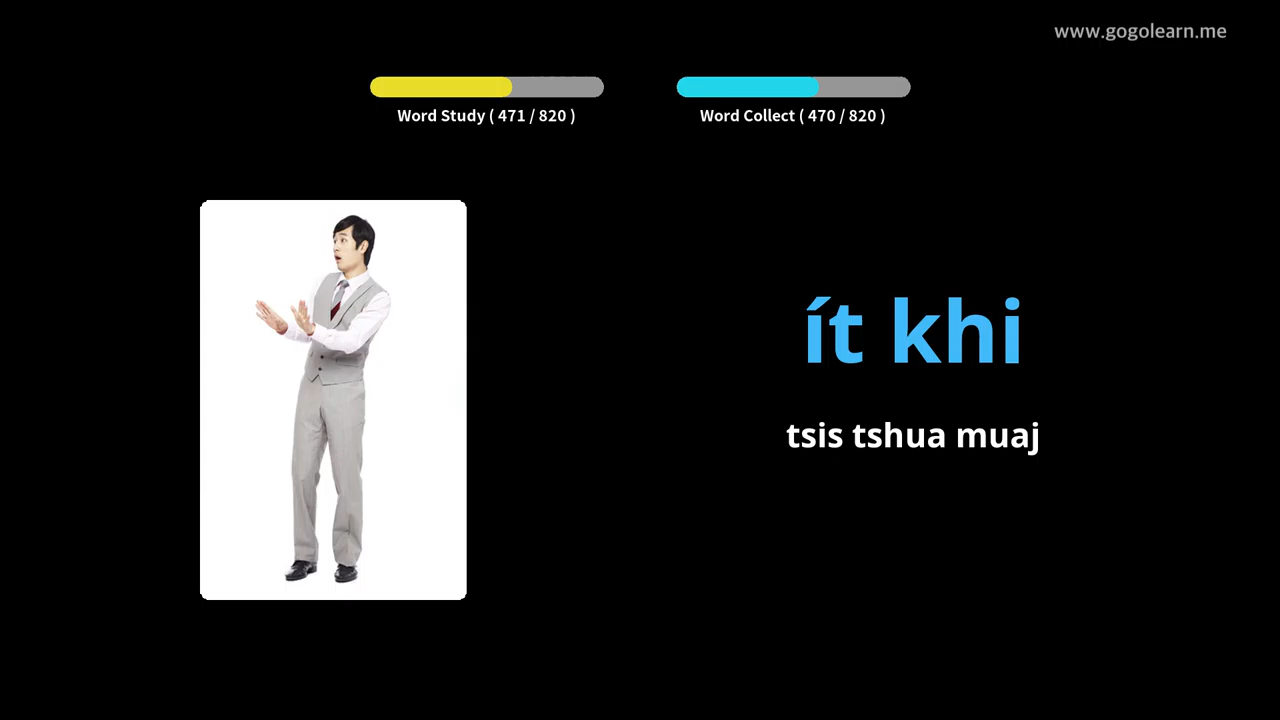 www.gogolearn.me
Word Study ( 471 / 820 )
Word Collect ( 470 / 820 )
ít khi
tsis tshua muaj